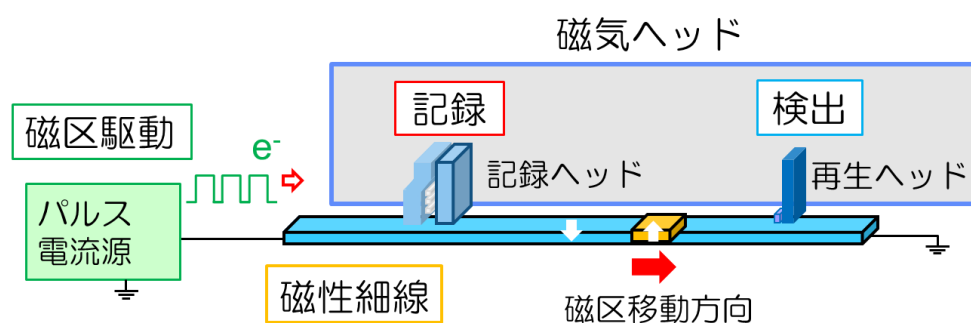 磁気ヘッド
記録
検出
磁区駆動
e-
記録ヘッド
再生ヘッド
パルス
電流源
磁性細線
磁区移動方向